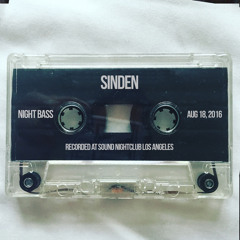 SINDEN
NIGHT BASS
AUG 18, 2016
RECORDED AT SOUND NIGHTCLUB LOS ANGELES